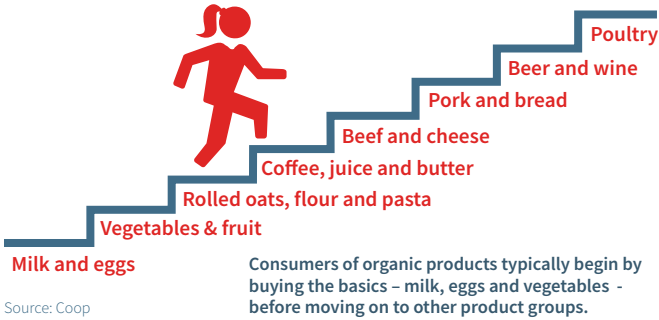 Poultry
Beer and wine
Pork and bread
Beef and cheese
Coffee, juice and butter
Rolled oats, flour and pasta
Vegetables & fruit
Milk and eggs
Consumers of organic products typically begin by
buying the basics – milk, eggs and vegetables -
before moving on to other product groups.
Source: Coop